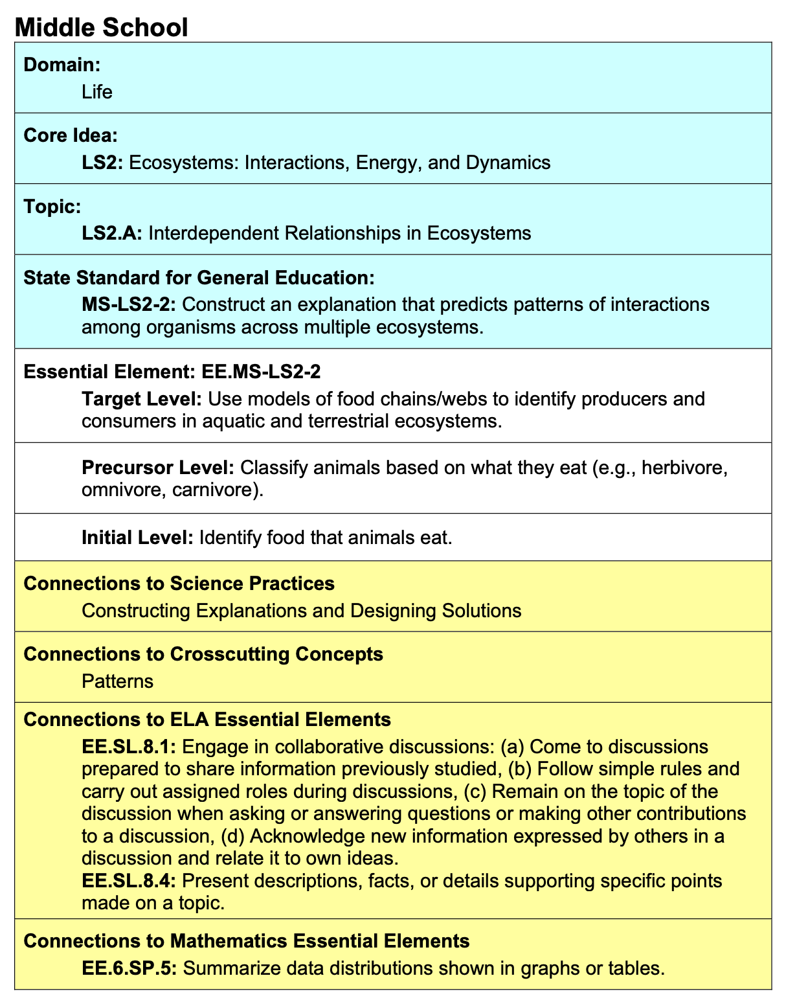 Middle School
Domain:
Life
Core Idea:
LS2: Ecosystems: Interactions, Energy, and Dynamics
Topic:
LS2.A: Interdependent Relationships in Ecosystems
State Standard for General Education:
MS-LS2-2: Construct an explanation that predicts patterns of interactions
among organisms across multiple ecosystems.
Essential Element: EE.MS-LS2-2
Target Level: Use models of food chains/webs to identify producers and
consumers in aquatic and terrestrial ecosystems.
Precursor Level: Classify animals based on what they eat (e.g., herbivore,
omnivore, carnivore).
Initial Level: Identify food that animals eat.
Connections to Science Practices
Constructing Explanations and Designing Solutions
Connections to Crosscutting Concepts
Patterns
Connections to ELA Essential Elements
EE.SL.8.1: Engage in collaborative discussions: (a) Come to discussions
prepared to share information previously studied, (b) Follow simple rules and
carry out assigned roles during discussions, (c) Remain on the topic of the
discussion when asking or answering questions or making other contributions
to a discussion, (d) Acknowledge new information expressed by others in a
discussion and relate it to own ideas.
EE.SL.8.4: Present descriptions, facts, or details supporting specific points
made on a topic.
Connections to Mathematics Essential Elements
EE.6.SP.5: Summarize data distributions shown in graphs or tables.